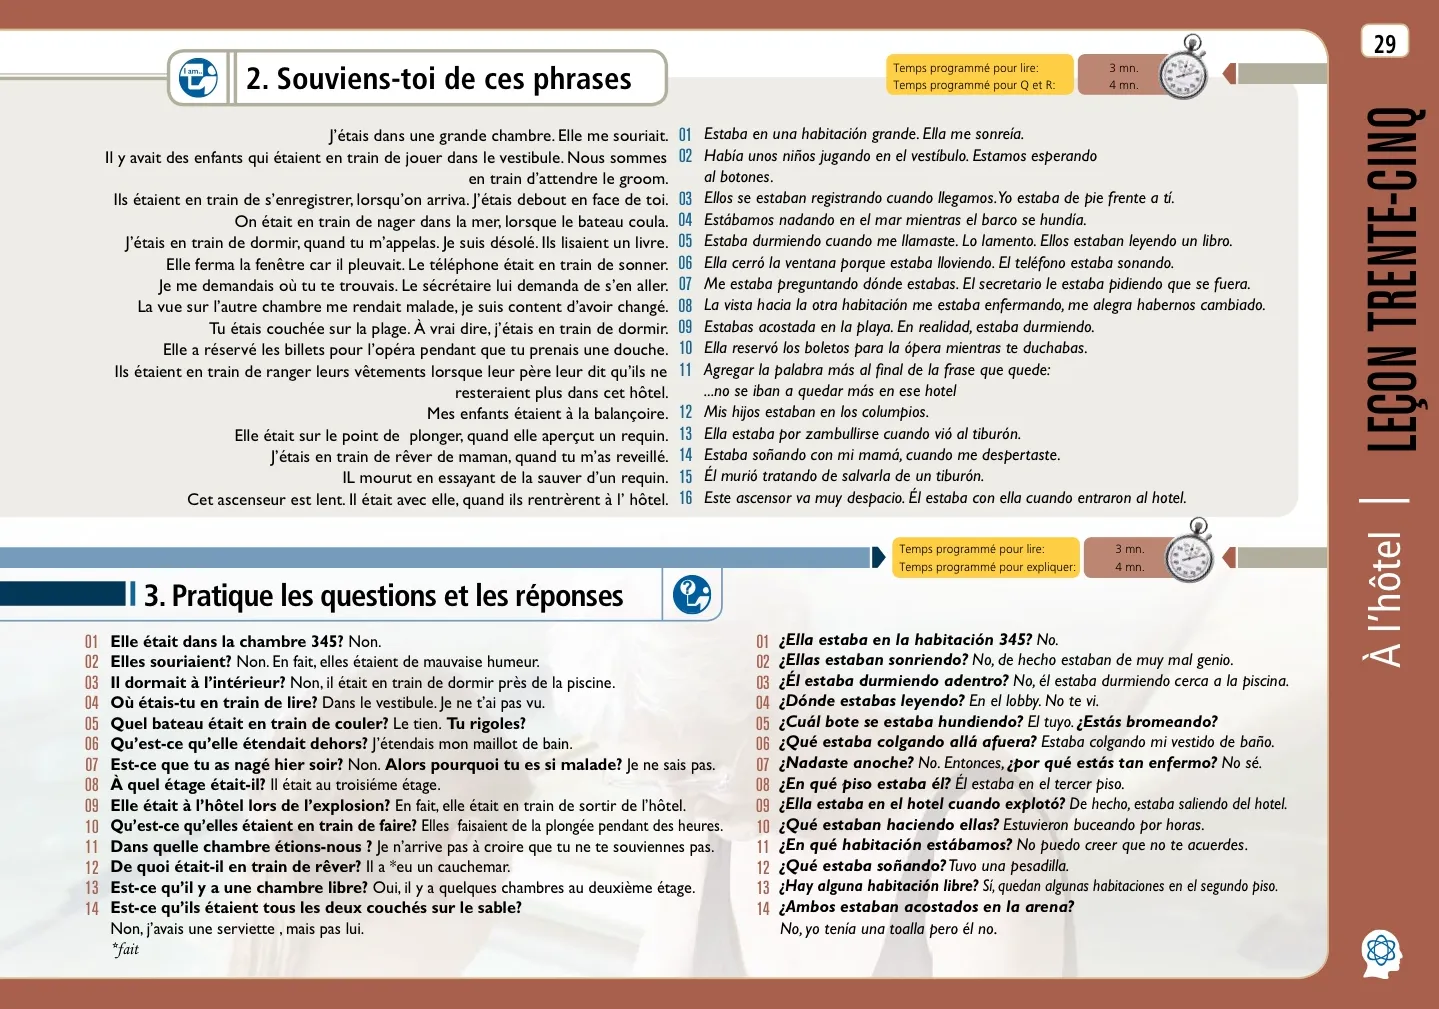 29
I am..
2. Souviens-toi de ces phrases
Temps programmé pour lire: 3 mn.
Temps programmé pour Q et R: 4 mn.
J’étais dans une grande chambre. Elle me souriait. 01 Estaba en una habitación grande. Ella me sonreía.
Il y avait des enfants qui étaient en train de jouer dans le vestibule. Nous sommes 02 Había unos niños jugando en el vestíbulo. Estamos esperando
en train d’attendre le groom. al botones.
Ils étaient en train de s’enregistrer, lorsqu’on arriva. J’étais debout en face de toi. 03 Ellos se estaban registrando cuando llegamos. Yo estaba de pie frente a tí.
On était en train de nager dans la mer, lorsque le bateau coula. 04 Estábamos nadando en el mar mientras el barco se hundía.
J’étais en train de dormir, quand tu m’appelas. Je suis désolé. Ils lisaient un livre. 05 Estaba durmiendo cuando me llamaste. Lo lamento. Ellos estaban leyendo un libro.
Elle ferma la fenêtre car il pleuvait. Le téléphone était en train de sonner. 06 Ella cerró la ventana porque estaba lloviendo. El teléfono estaba sonando.
Je me demandais où tu te trouvais. Le sécrétaire lui demanda de s’en aller. 07 Me estaba preguntando dónde estabas. El secretario le estaba pidiendo que se fuera.
La vue sur l’autre chambre me rendait malade, je suis content d’avoir changé. 08 La vista hacia la otra habitación me estaba enfermando, me alegra habernos cambiado.
Tu étais couchée sur la plage. À vrai dire, j’étais en train de dormir. 09 Estabas acostada en la playa. En realidad, estaba durmiendo.
Elle a réservé les billets pour l’opéra pendant que tu prenais une douche. 10 Ella reservó los boletos para la ópera mientras te duchabas.
Ils étaient en train de ranger leurs vêtements lorsque leur père leur dit qu’ils ne 11 Agregar la palabra más al final de la frase que quede:
resteraient plus dans cet hôtel. ...no se iban a quedar más en ese hotel
Mes enfants étaient à la balançoire. 12 Mis hijos estaban en los columpios.
Elle était sur le point de plonger, quand elle aperçut un requin. 13 Ella estaba por zambullirse cuando vió al tiburón.
J’étais en train de rêver de maman, quand tu m’as reveillé. 14 Estaba soñando con mi mamá, cuando me despertaste.
IL mourut en essayant de la sauver d’un requin. 15 Él murió tratando de salvarla de un tiburón.
Cet ascenseur est lent. Il était avec elle, quand ils rentrèrent à l’ hôtel. 16 Este ascensor va muy despacio. Él estaba con ella cuando entraron al hotel.
LEÇON TRENTE-CINQ
À l’hôtel |
Temps programmé pour lire: 3 mn.
Temps programmé pour expliquer: 4 mn.
3. Pratique les questions et les réponses
?
01 Elle était dans la chambre 345? Non.
02 Elles souriaient? Non. En fait, elles étaient de mauvaise humeur.
03 Il dormait à l’intérieur? Non, il était en train de dormir près de la piscine.
04 Où étais-tu en train de lire? Dans le vestibule. Je ne t’ai pas vu.
05 Quel bateau était en train de couler? Le tien. Tu rigoles?
06 Qu’est-ce qu’elle étendait dehors? J’étendais mon maillot de bain.
07 Est-ce que tu as nagé hier soir? Non. Alors pourquoi tu es si malade? Je ne sais pas.
08 À quel étage était-il? Il était au troisiéme étage.
09 Elle était à l’hôtel lors de l’explosion? En fait, elle était en train de sortir de l’hôtel.
10 Qu’est-ce qu’elles étaient en train de faire? Elles faisaient de la plongée pendant des heures.
11 Dans quelle chambre étions-nous ? Je n’arrive pas à croire que tu ne te souviennes pas.
12 De quoi était-il en train de rêver? Il a *eu un cauchemar.
13 Est-ce qu’il y a une chambre libre? Oui, il y a quelques chambres au deuxième étage.
14 Est-ce qu’ils étaient tous les deux couchés sur le sable?
Non, j’avais une serviette , mais pas lui.
*fait
01 ¿Ella estaba en la habitación 345? No.
02 ¿Ellas estaban sonriendo? No, de hecho estaban de muy mal genio.
03 ¿Él estaba durmiendo adentro? No, él estaba durmiendo cerca a la piscina.
04 ¿Dónde estabas leyendo? En el lobby. No te vi.
05 ¿Cuál bote se estaba hundiendo? El tuyo. ¿Estás bromeando?
06 ¿Qué estaba colgando allá afuera? Estaba colgando mi vestido de baño.
07 ¿Nadaste anoche? No. Entonces, ¿por qué estás tan enfermo? No sé.
08 ¿En qué piso estaba él? Él estaba en el tercer piso.
09 ¿Ella estaba en el hotel cuando explotó? De hecho, estaba saliendo del hotel.
10 ¿Qué estaban haciendo ellas? Estuvieron buceando por horas.
11 ¿En qué habitación estábamos? No puedo creer que no te acuerdes.
12 ¿Qué estaba soñando? Tuvo una pesadilla.
13 ¿Hay alguna habitación libre? Sí, quedan algunas habitaciones en el segundo piso.
14 ¿Ambos estaban acostados en la arena?
No, yo tenía una toalla pero él no.